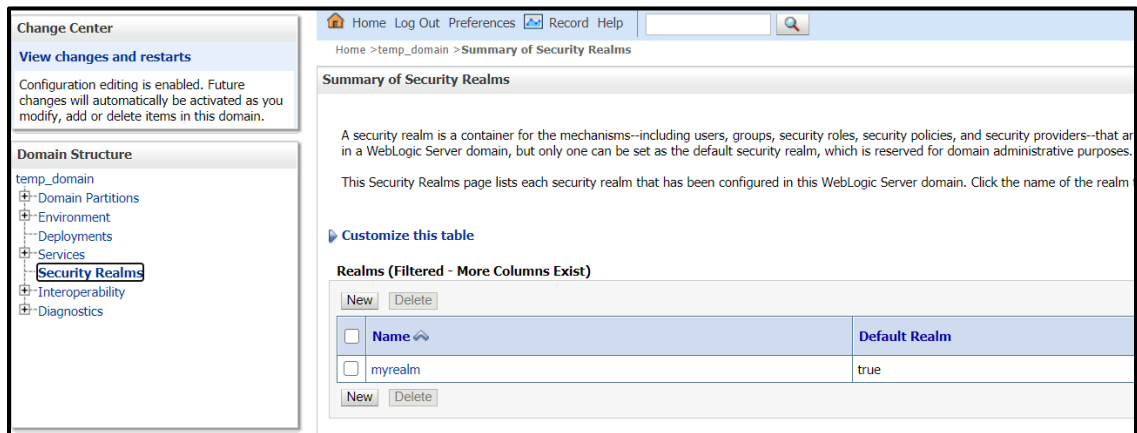 Change Center
View changes and restarts
Configuration editing is enabled. Future
changes will automatically be activated as you
modify, add or delete items in this domain.
Domain Structure
temp_domain
Domain Partitions
Environment
Deployments
Services
Security Realms
Interoperability
Diagnostics
Home Log Out Preferences Record Help
Home >temp_domain >Summary of Security Realms
Summary of Security Realms
A security realm is a container for the mechanisms--including users, groups, security roles, security policies, and security providers--that
in a WebLogic Server domain, but only one can be set as the default security realm, which is reserved for domain administrative purposes.
This Security Realms page lists each security realm that has been configured in this WebLogic Server domain. Click the name of the realm
Customize this table
Realms (Filtered - More Columns Exist)
New Delete
Name Default Realm
myrealm true
New Delete